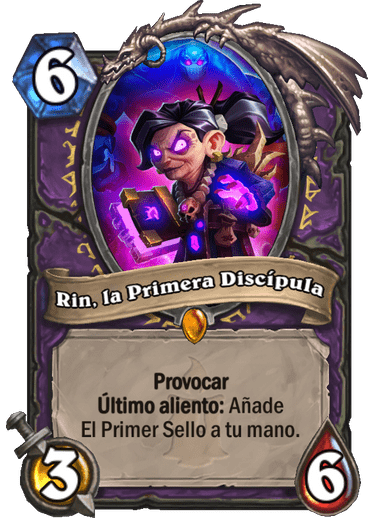 6
Rin, la Primera Discípula
Provocar
Último aliento: Añade
El Primer Sello a tu mano.
3
6